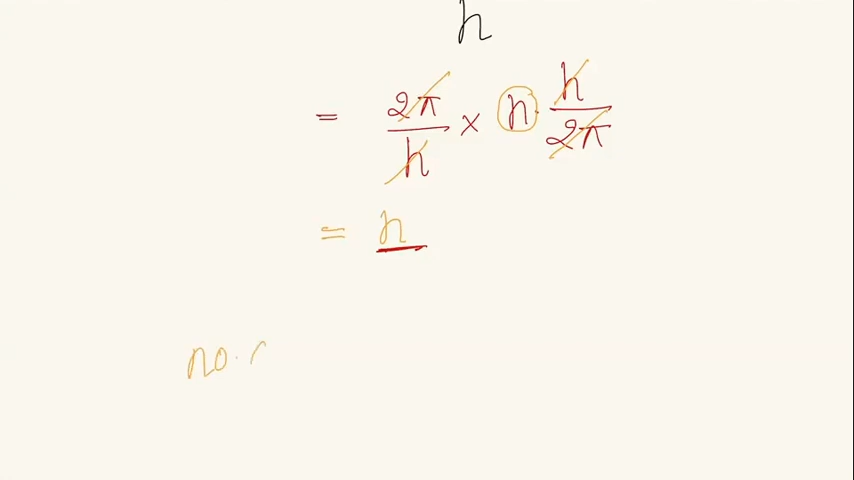 h
= 2π/h × n · h/2π
= n
no. o